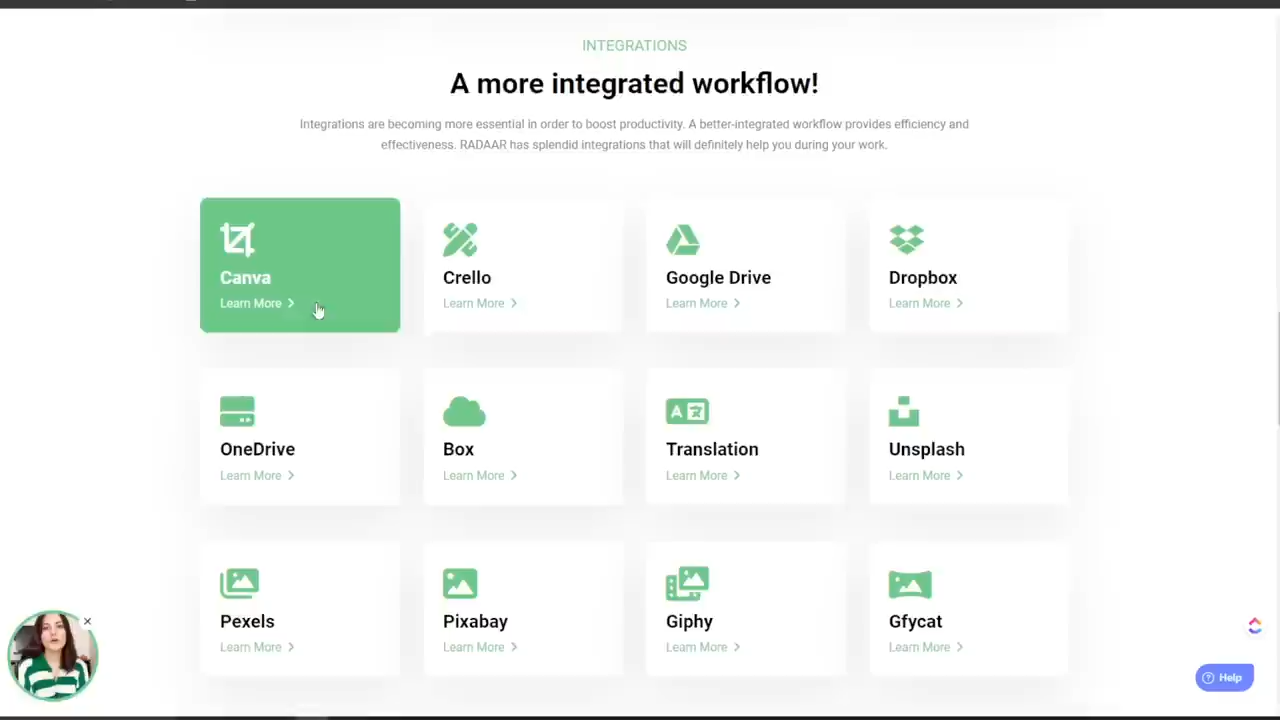 INTEGRATIONS
A more integrated workflow!
Integrations are becoming more essential in order to boost productivity. A better-integrated workflow provides efficiency and
effectiveness. RADAAR has splendid integrations that will definitely help you during your work.
Canva
Learn More
Crello
Learn More
Google Drive
Learn More
Dropbox
Learn More
OneDrive
Learn More
Box
Learn More
A
Translation
Learn More
Unsplash
Learn More
Pexels
Learn More
Pixabay
Learn More
Giphy
Learn More
Gfycat
Learn More
Help